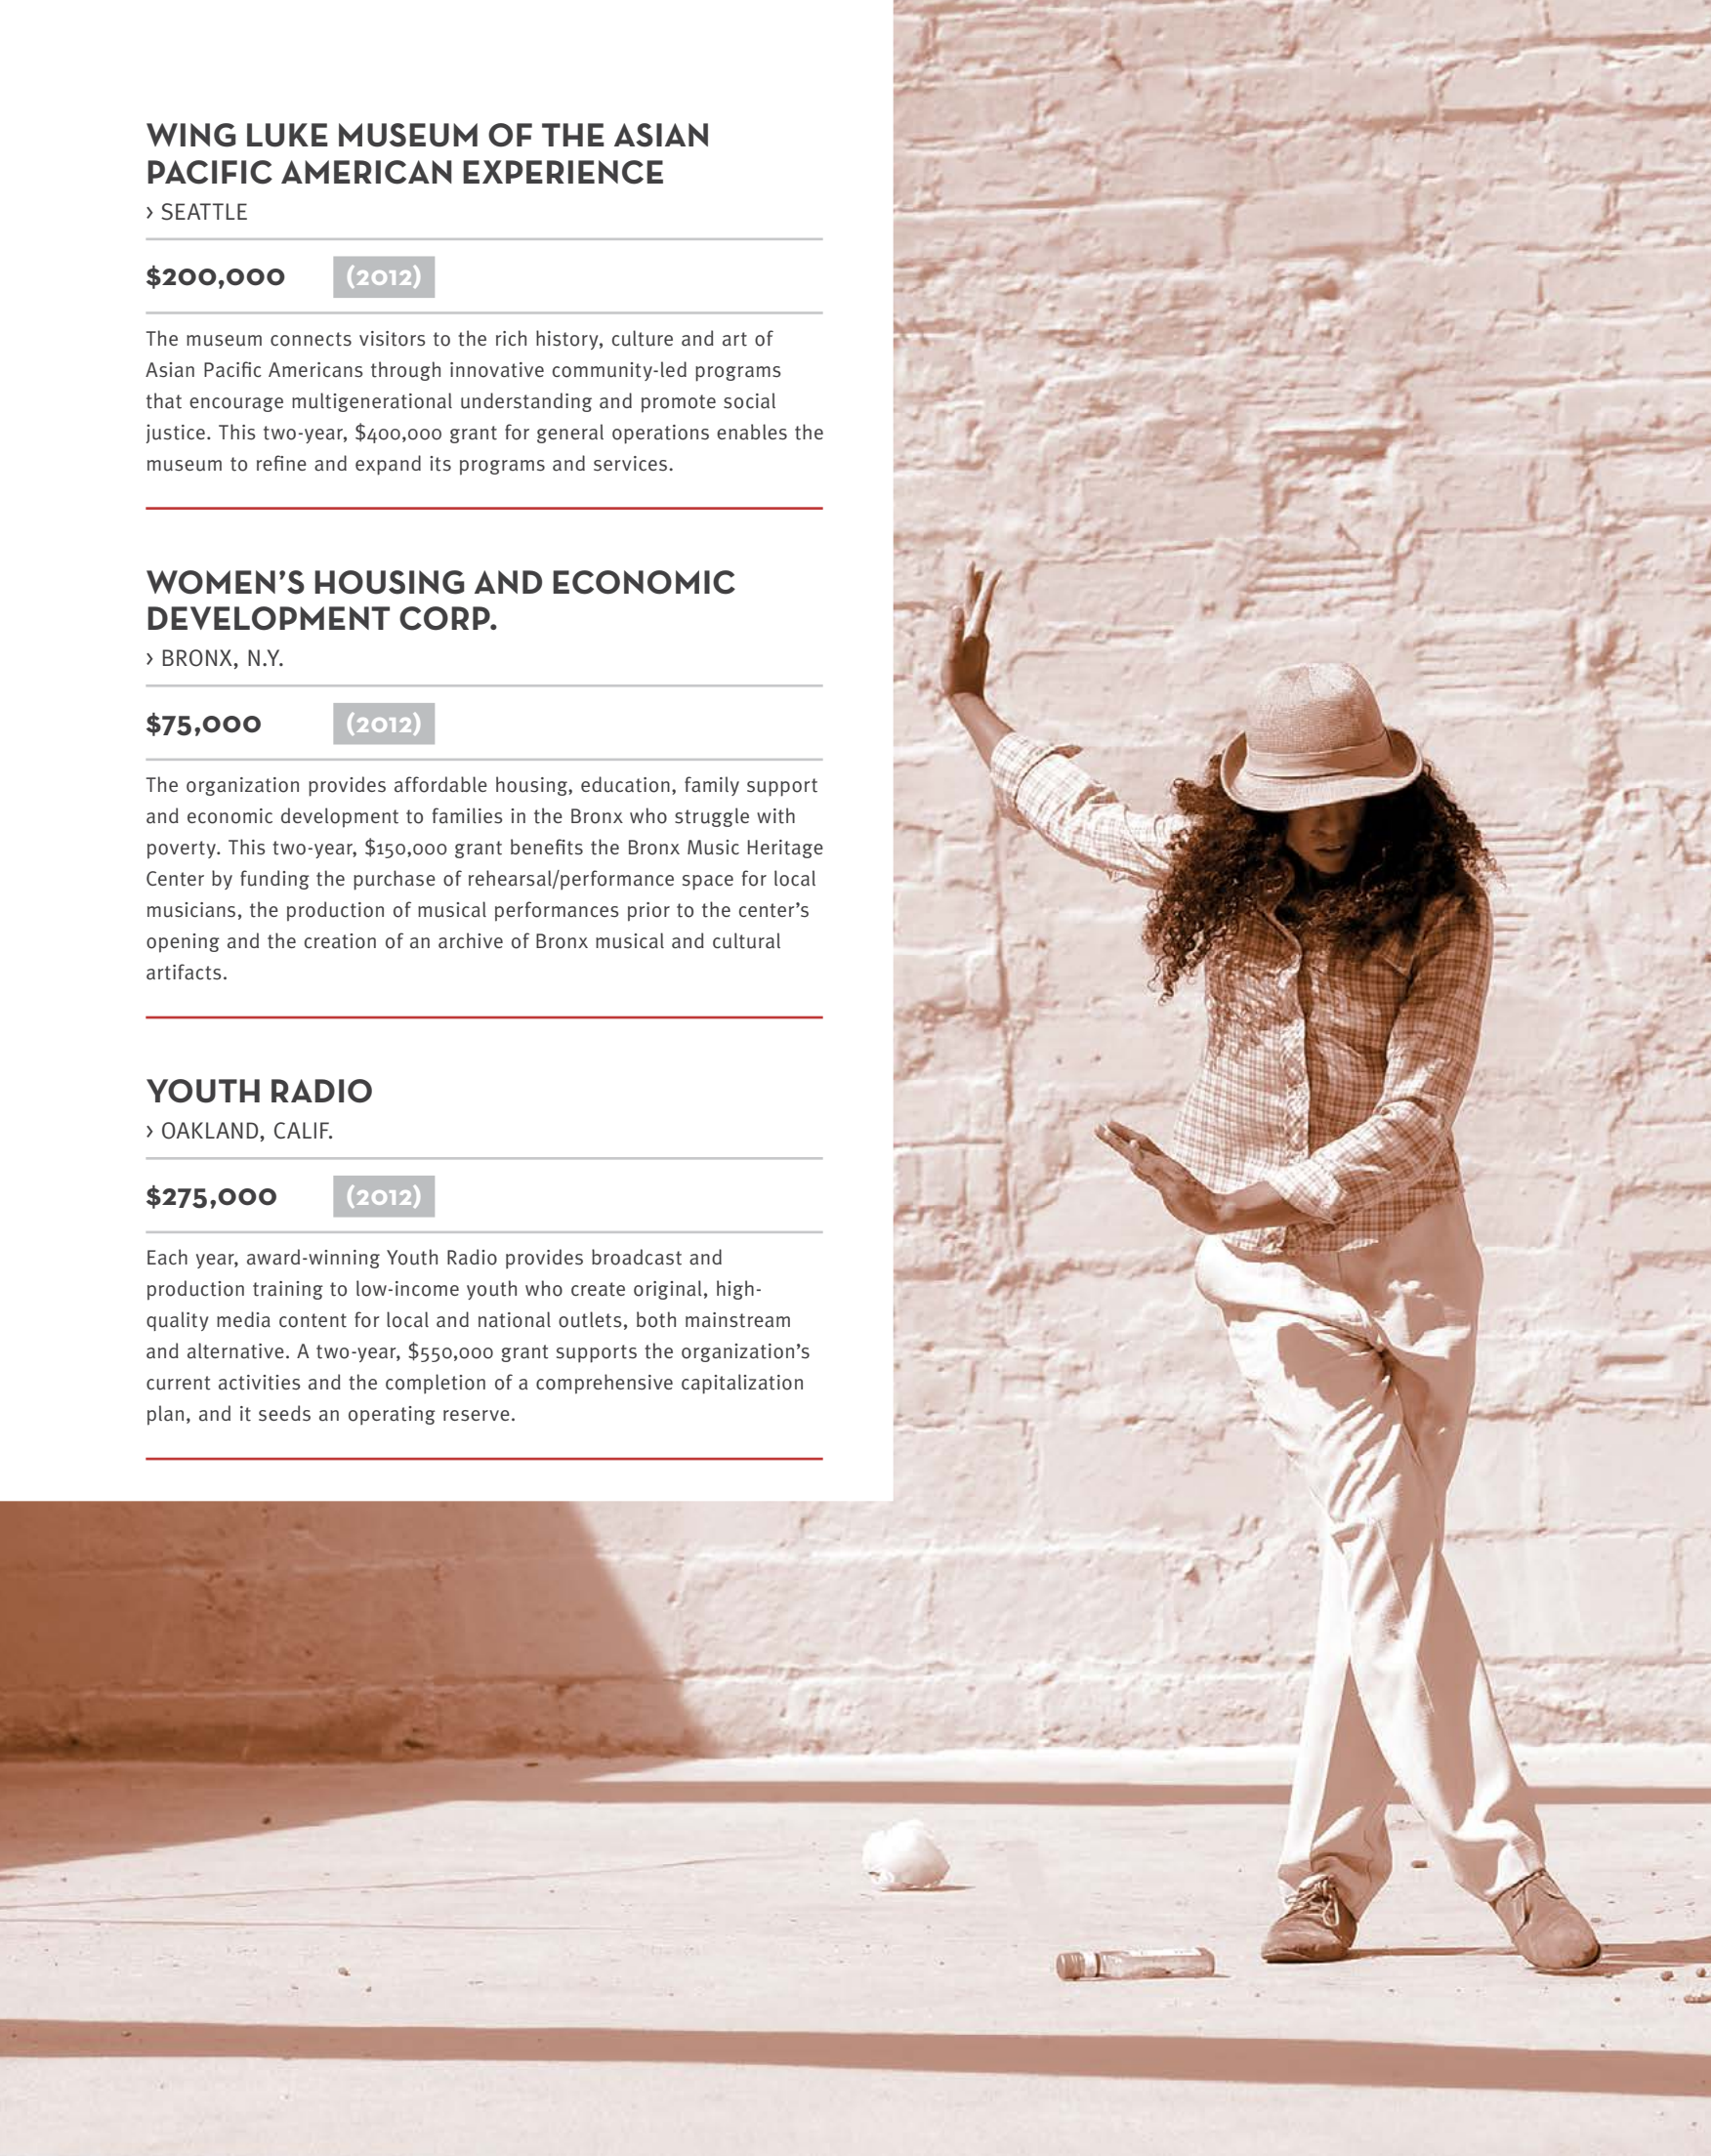 WING LUKE MUSEUM OF THE ASIAN
PACIFIC AMERICAN EXPERIENCE
› SEATTLE
$200,000 (2012)
The museum connects visitors to the rich history, culture and art of
Asian Pacific Americans through innovative community-led programs
that encourage multigenerational understanding and promote social
justice. This two-year, $400,000 grant for general operations enables the
museum to refine and expand its programs and services.
WOMEN’S HOUSING AND ECONOMIC
DEVELOPMENT CORP.
› BRONX, N.Y.
$75,000 (2012)
The organization provides affordable housing, education, family support
and economic development to families in the Bronx who struggle with
poverty. This two-year, $150,000 grant benefits the Bronx Music Heritage
Center by funding the purchase of rehearsal/performance space for local
musicians, the production of musical performances prior to the center’s
opening and the creation of an archive of Bronx musical and cultural
artifacts.
YOUTH RADIO
› OAKLAND, CALIF.
$275,000 (2012)
Each year, award-winning Youth Radio provides broadcast and
production training to low-income youth who create original, high-
quality media content for local and national outlets, both mainstream
and alternative. A two-year, $550,000 grant supports the organization’s
current activities and the completion of a comprehensive capitalization
plan, and it seeds an operating reserve.